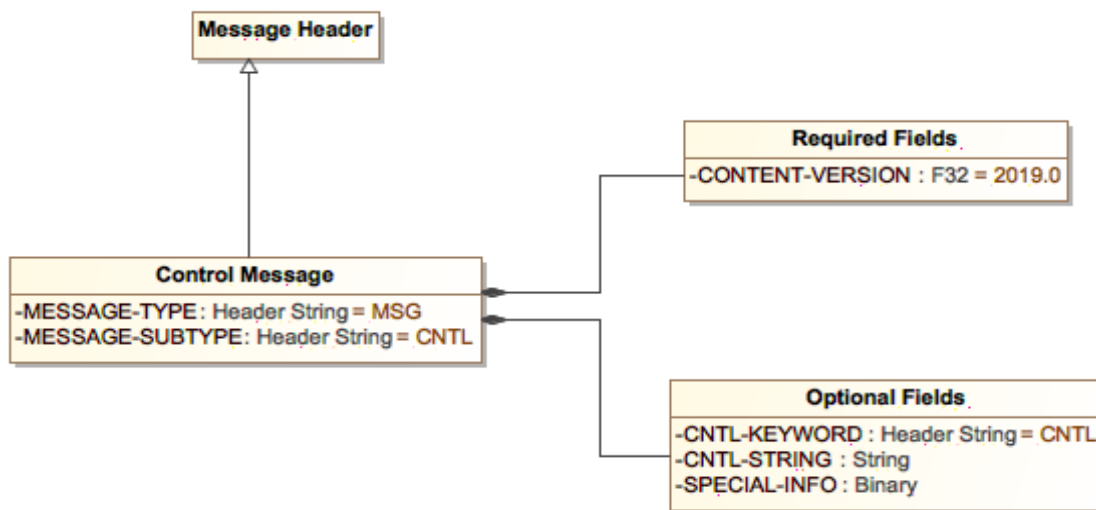 Message Header
Required Fields
-CONTENT-VERSION : F32 = 2019.0
Control Message
-MESSAGE-TYPE : Header String = MSG
-MESSAGE-SUBTYPE : Header String = CNTL
Optional Fields
-CNTL-KEYWORD : Header String = CNTL
-CNTL-STRING : String
-SPECIAL-INFO : Binary